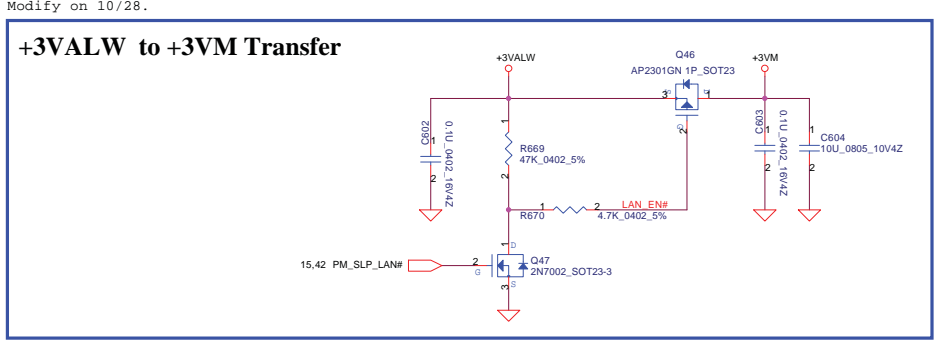 Modify on 10/28.
+3VALW to +3VM Transfer
+3VALW
Q46
AP2301GN 1P_SOT23
+3VM
3
S
1
D
G
2
C602
0.1U_0402_16V4Z
1
2
1
R669
47K_0402_5%
2
C603
0.1U_0402_16V4Z
1
2
1
C604
10U_0805_10V4Z
2
R670
1
2
LAN_EN#
4.7K_0402_5%
15,42 PM_SLP_LAN#
2
G
1
D
Q47
2N7002_SOT23-3
3
S